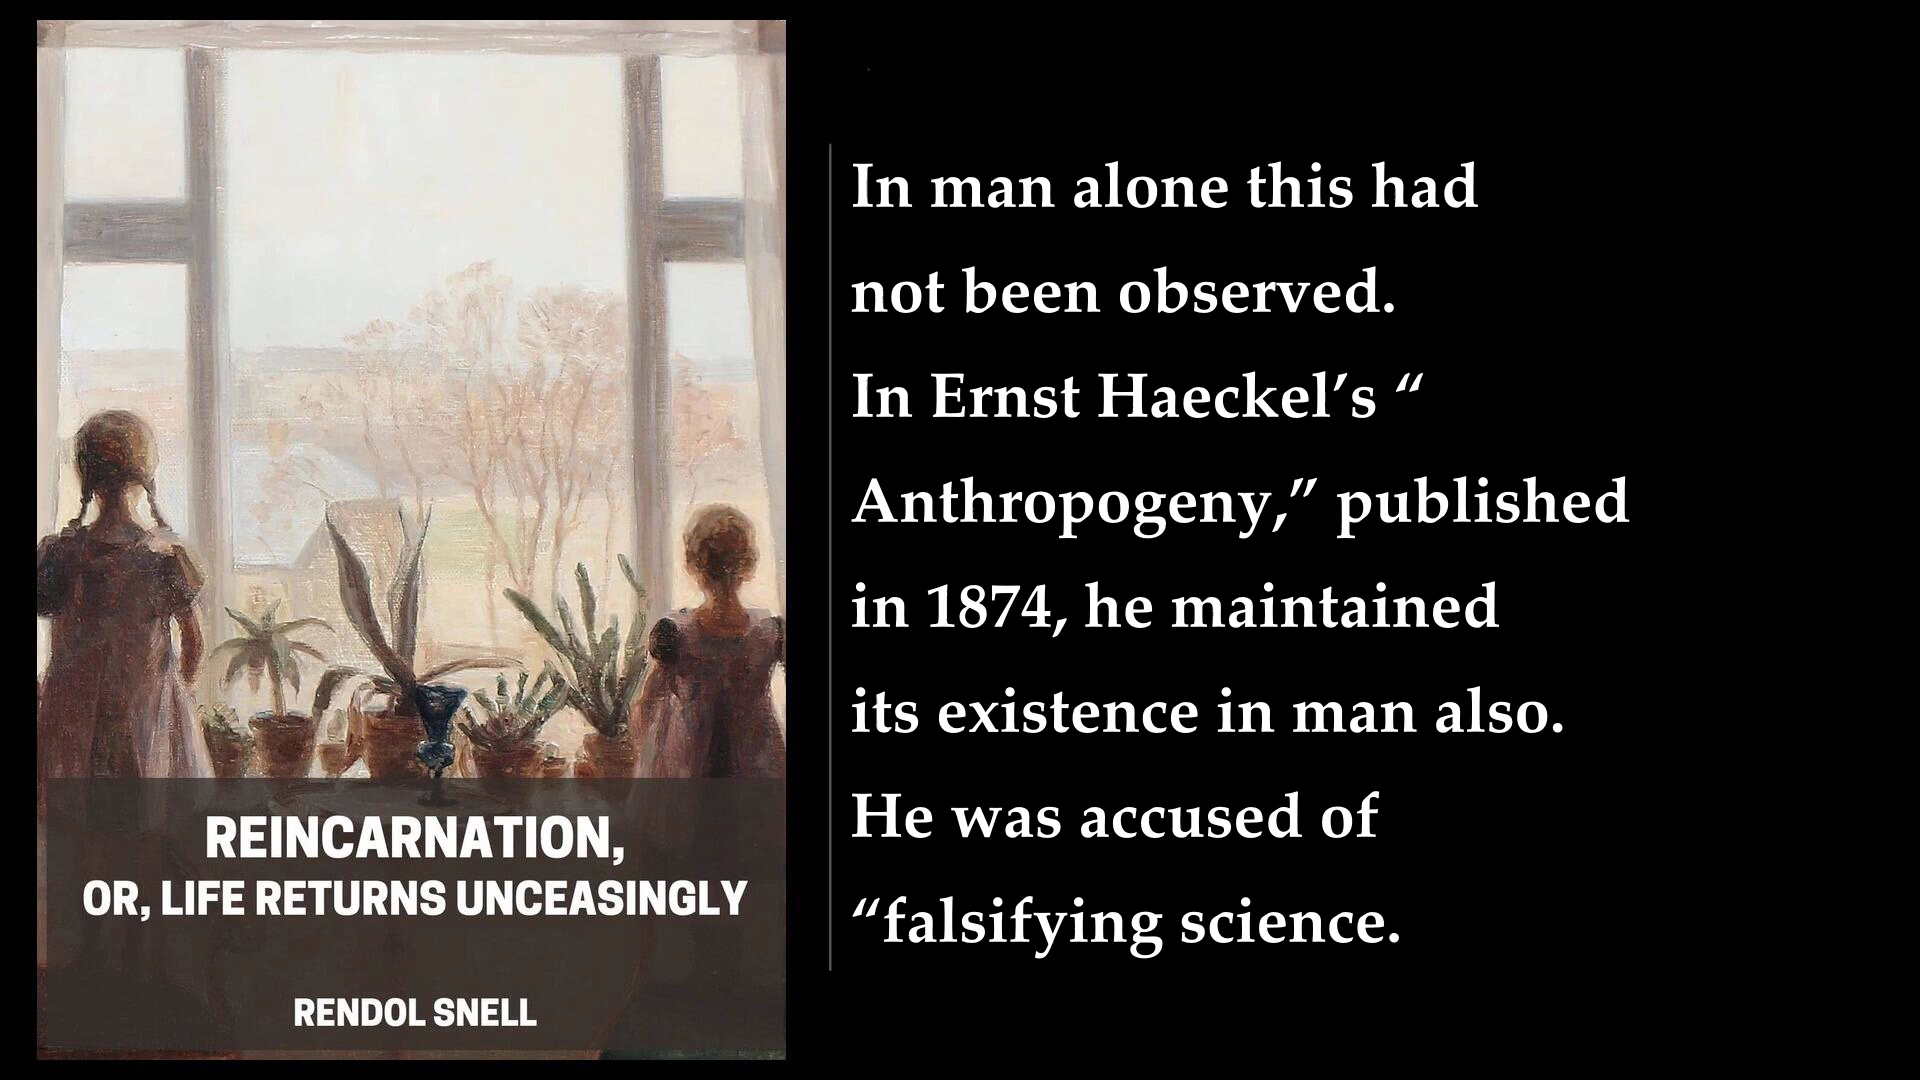 REINCARNATION,
OR, LIFE RETURNS UNCEASINGLY
RENDOL SNELL
In man alone this had
not been observed.
In Ernst Haeckel’s “
Anthropogeny,” published
in 1874, he maintained
its existence in man also.
He was accused of
“falsifying science.